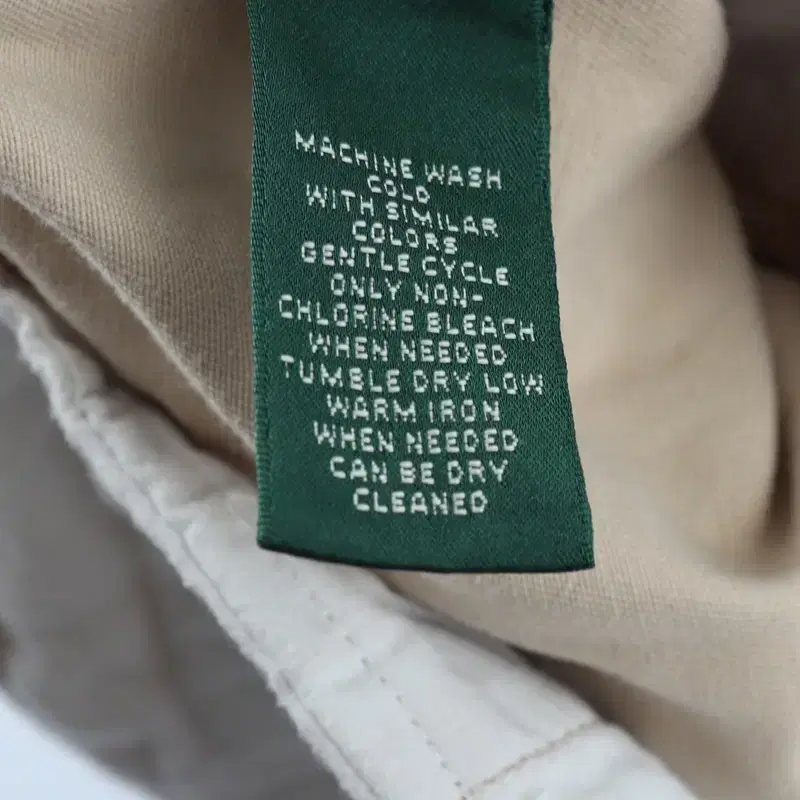 MACHINE WASH
COLD
WITH SIMILAR
COLORS
GENTLE CYCLE
ONLY NON-
CHLORINE BLEACH
WHEN NEEDED
TUMBLE DRY LOW
WARM IRON
WHEN NEEDED
CAN BE DRY
CLEANED